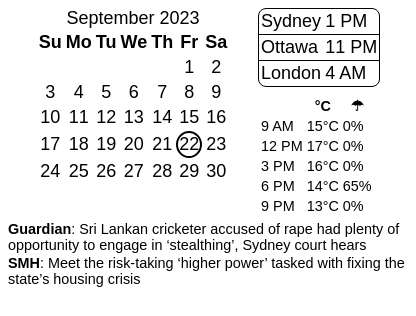 September 2023
Su Mo Tu We Th Fr Sa
1 2
3 4 5 6 7 8 9
10 11 12 13 14 15 16
17 18 19 20 21 22 23
24 25 26 27 28 29 30
Sydney 1 PM
Ottawa 11 PM
London 4 AM
°C ☂
9 AM 15°C 0%
12 PM 17°C 0%
3 PM 16°C 0%
6 PM 14°C 65%
9 PM 13°C 0%
Guardian: Sri Lankan cricketer accused of rape had plenty of
opportunity to engage in ‘stealthing’, Sydney court hears
SMH: Meet the risk-taking ‘higher power’ tasked with fixing the
state’s housing crisis